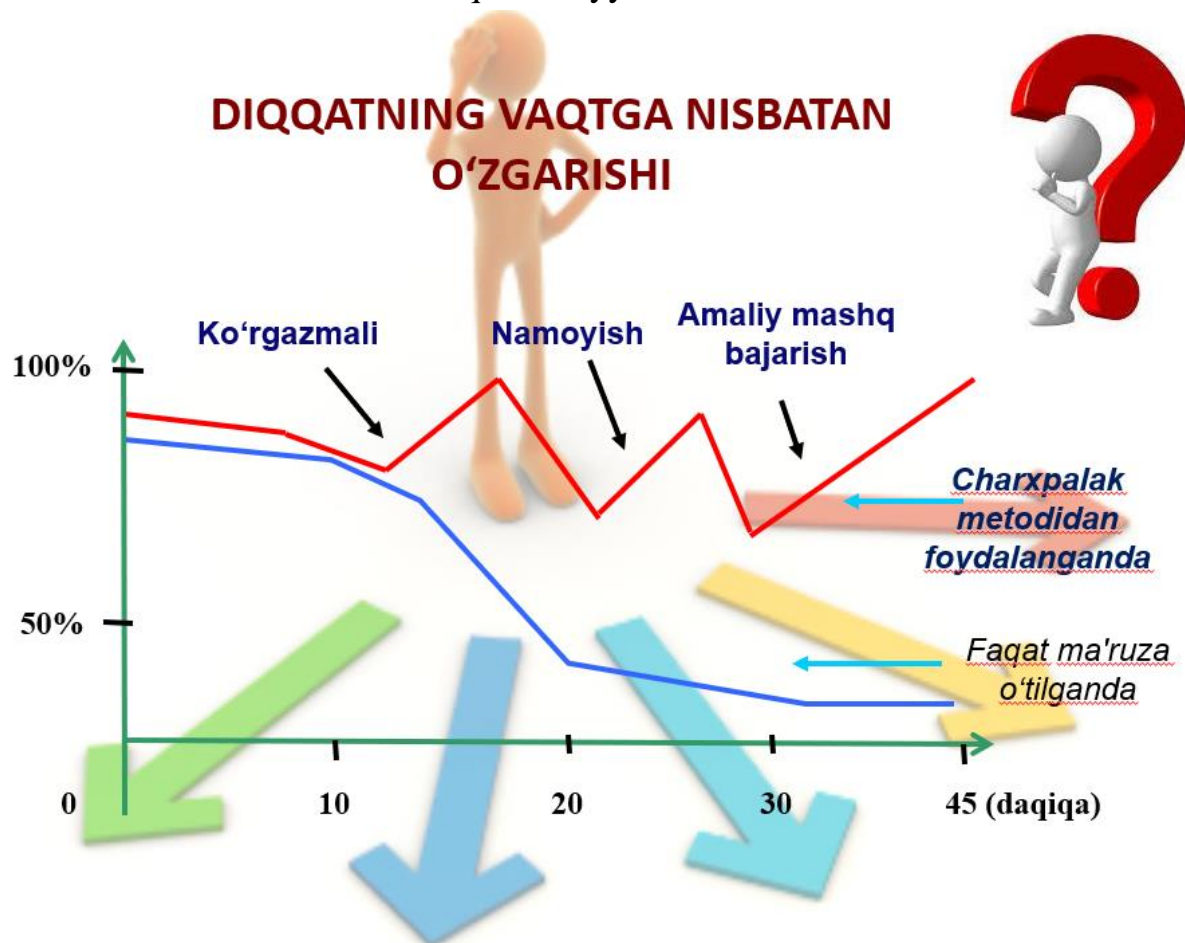 DIQQATNING VAQTGA NISBATAN
O‘ZGARISHI
Ko‘rgazmali
Namoyish
Amaliy mashq
bajarish
100%
Charxpalak
metodidan
foydalanganda
50%
Faqat ma'ruza
o‘tilganda
0
10
20
30
45 (daqiqa)